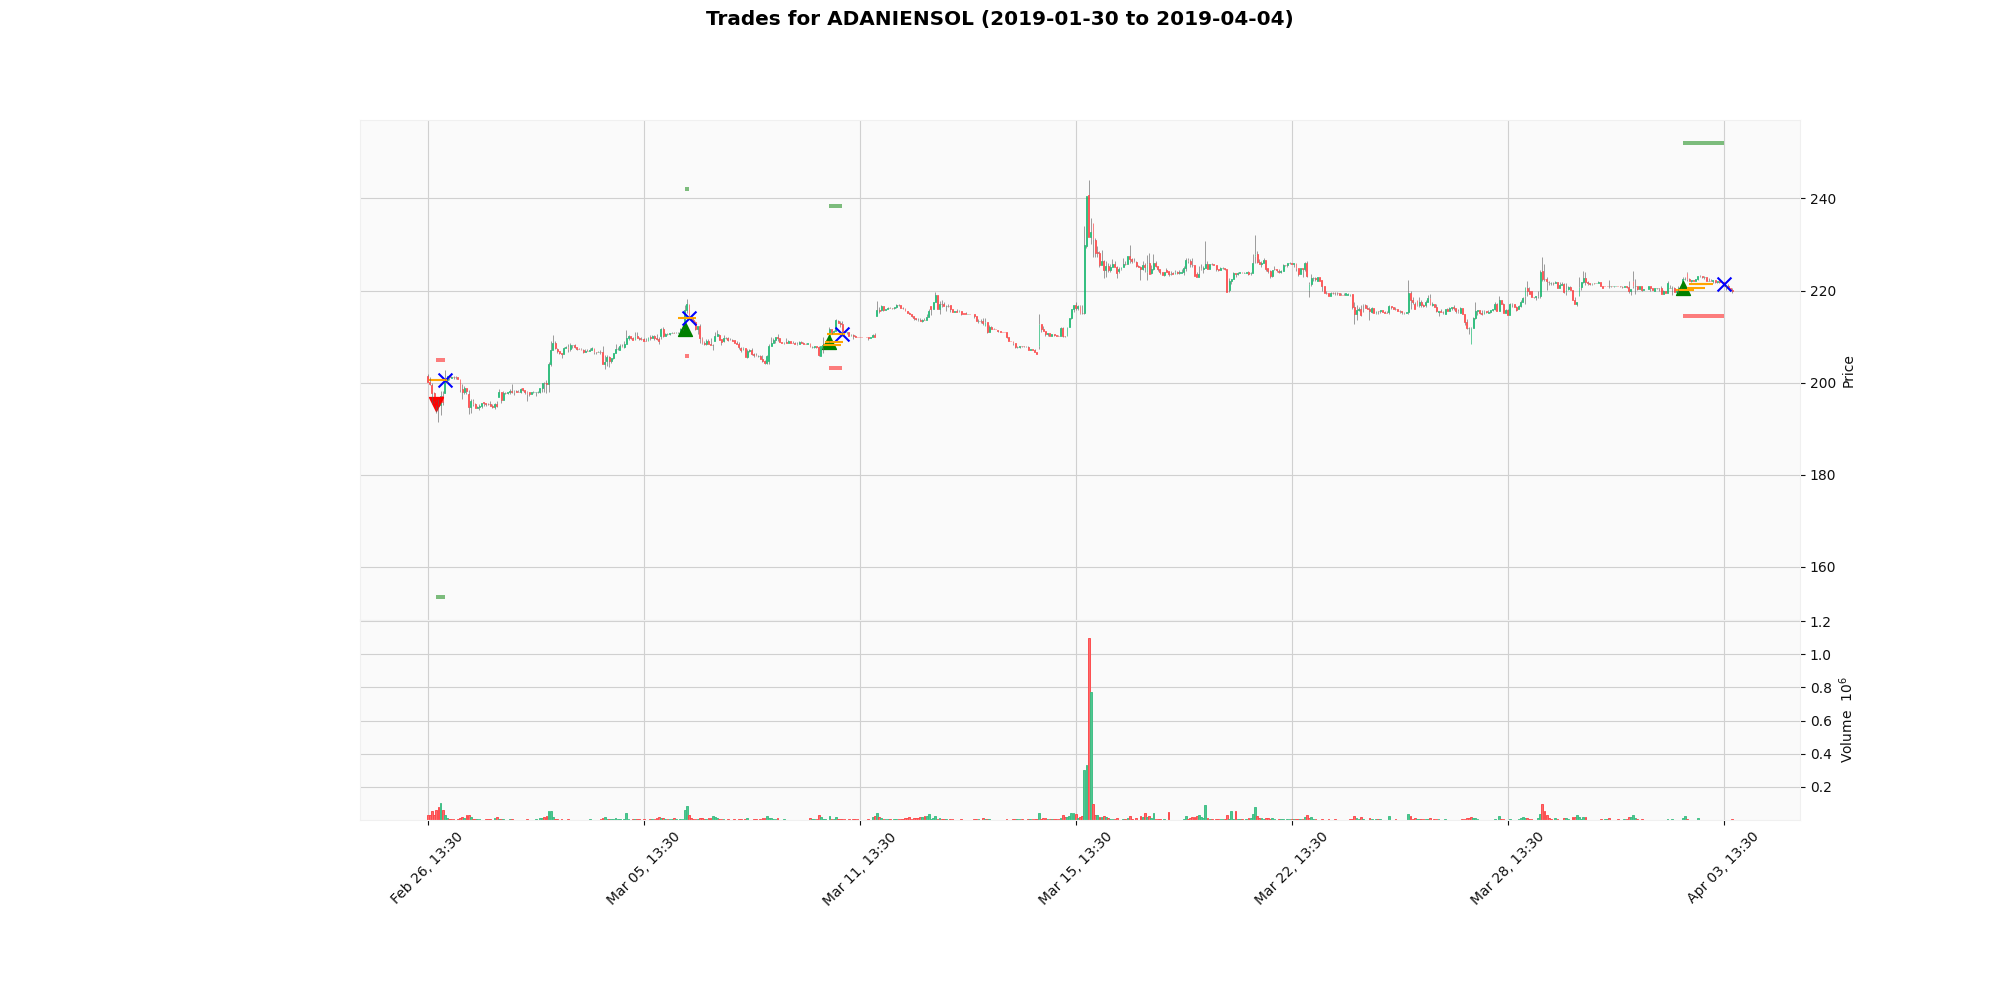 Trades for ADANIENSOL (2019-01-30 to 2019-04-04)
240
220
200
180
160
Price
1.2
1.0
0.8
0.6
0.4
0.2
Volume 10⁶
Feb 26, 13:30
Mar 05, 13:30
Mar 11, 13:30
Mar 15, 13:30
Mar 22, 13:30
Mar 28, 13:30
Apr 03, 13:30